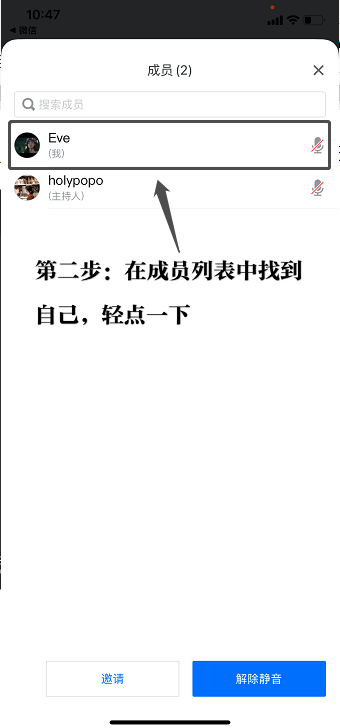 10:47
◀ 微信
成员 (2)
搜索成员
Eve
(我)
holypopo
(主持人)
第二步：在成员列表中找到
自己，轻点一下
邀请
解除静音